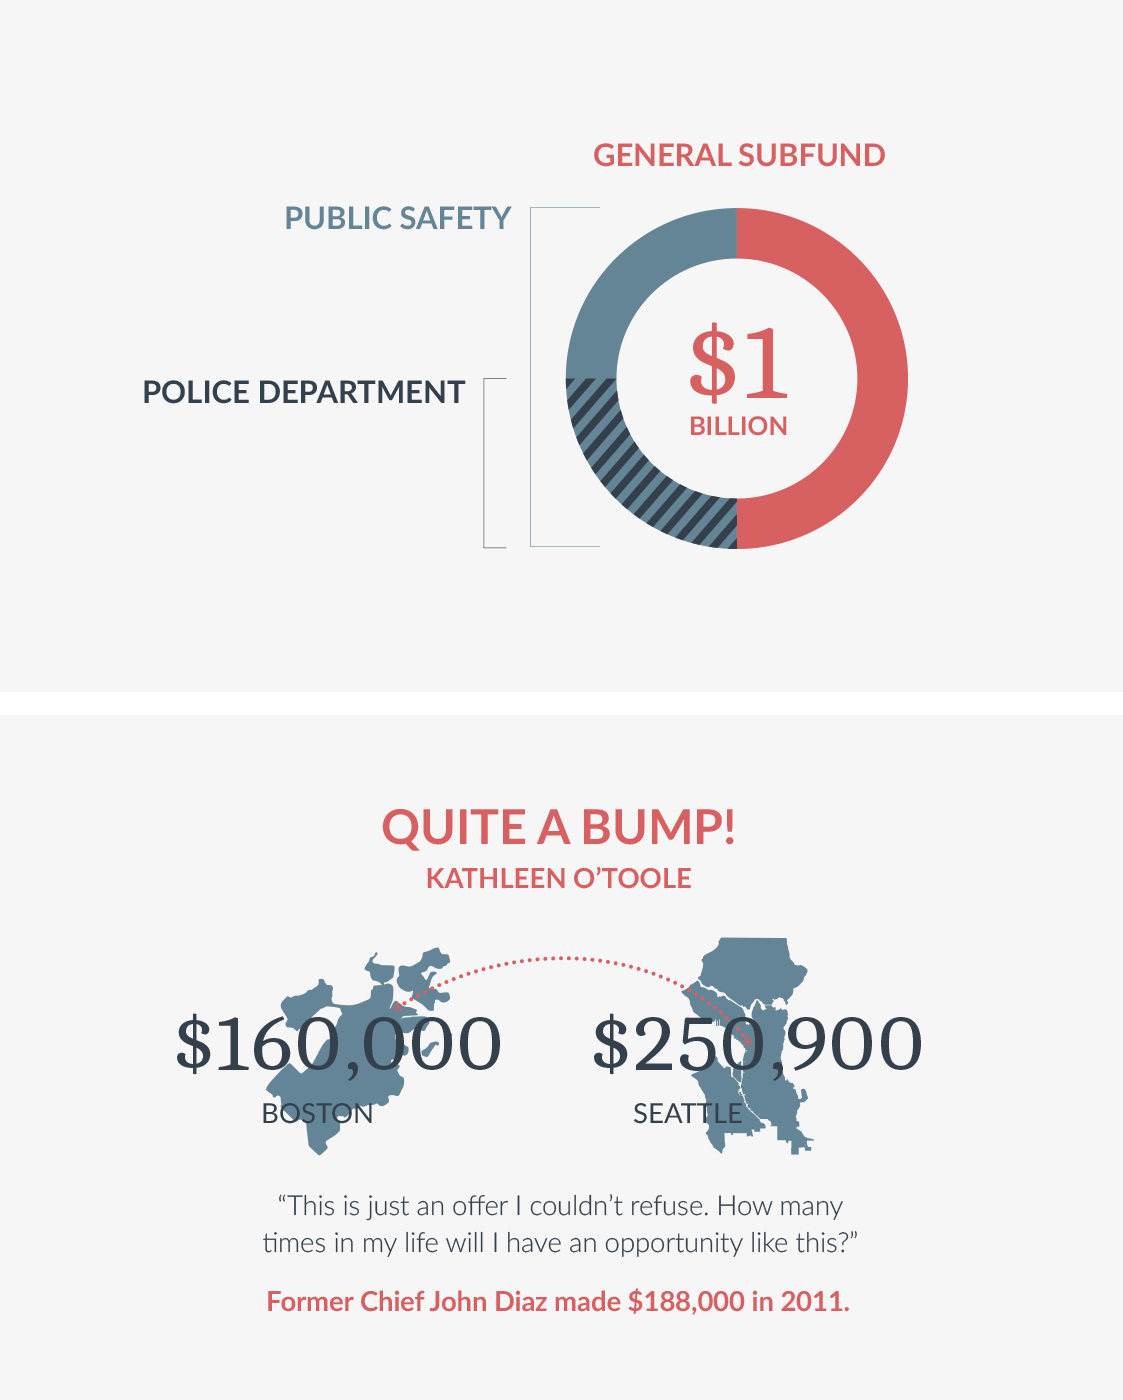 GENERAL SUBFUND
PUBLIC SAFETY
POLICE DEPARTMENT
$1
BILLION
QUITE A BUMP!
KATHLEEN O’TOOLE
$160,000
BOSTON
$250,900
SEATTLE
“This is just an offer I couldn’t refuse. How many
times in my life will I have an opportunity like this?”
Former Chief John Diaz made $188,000 in 2011.